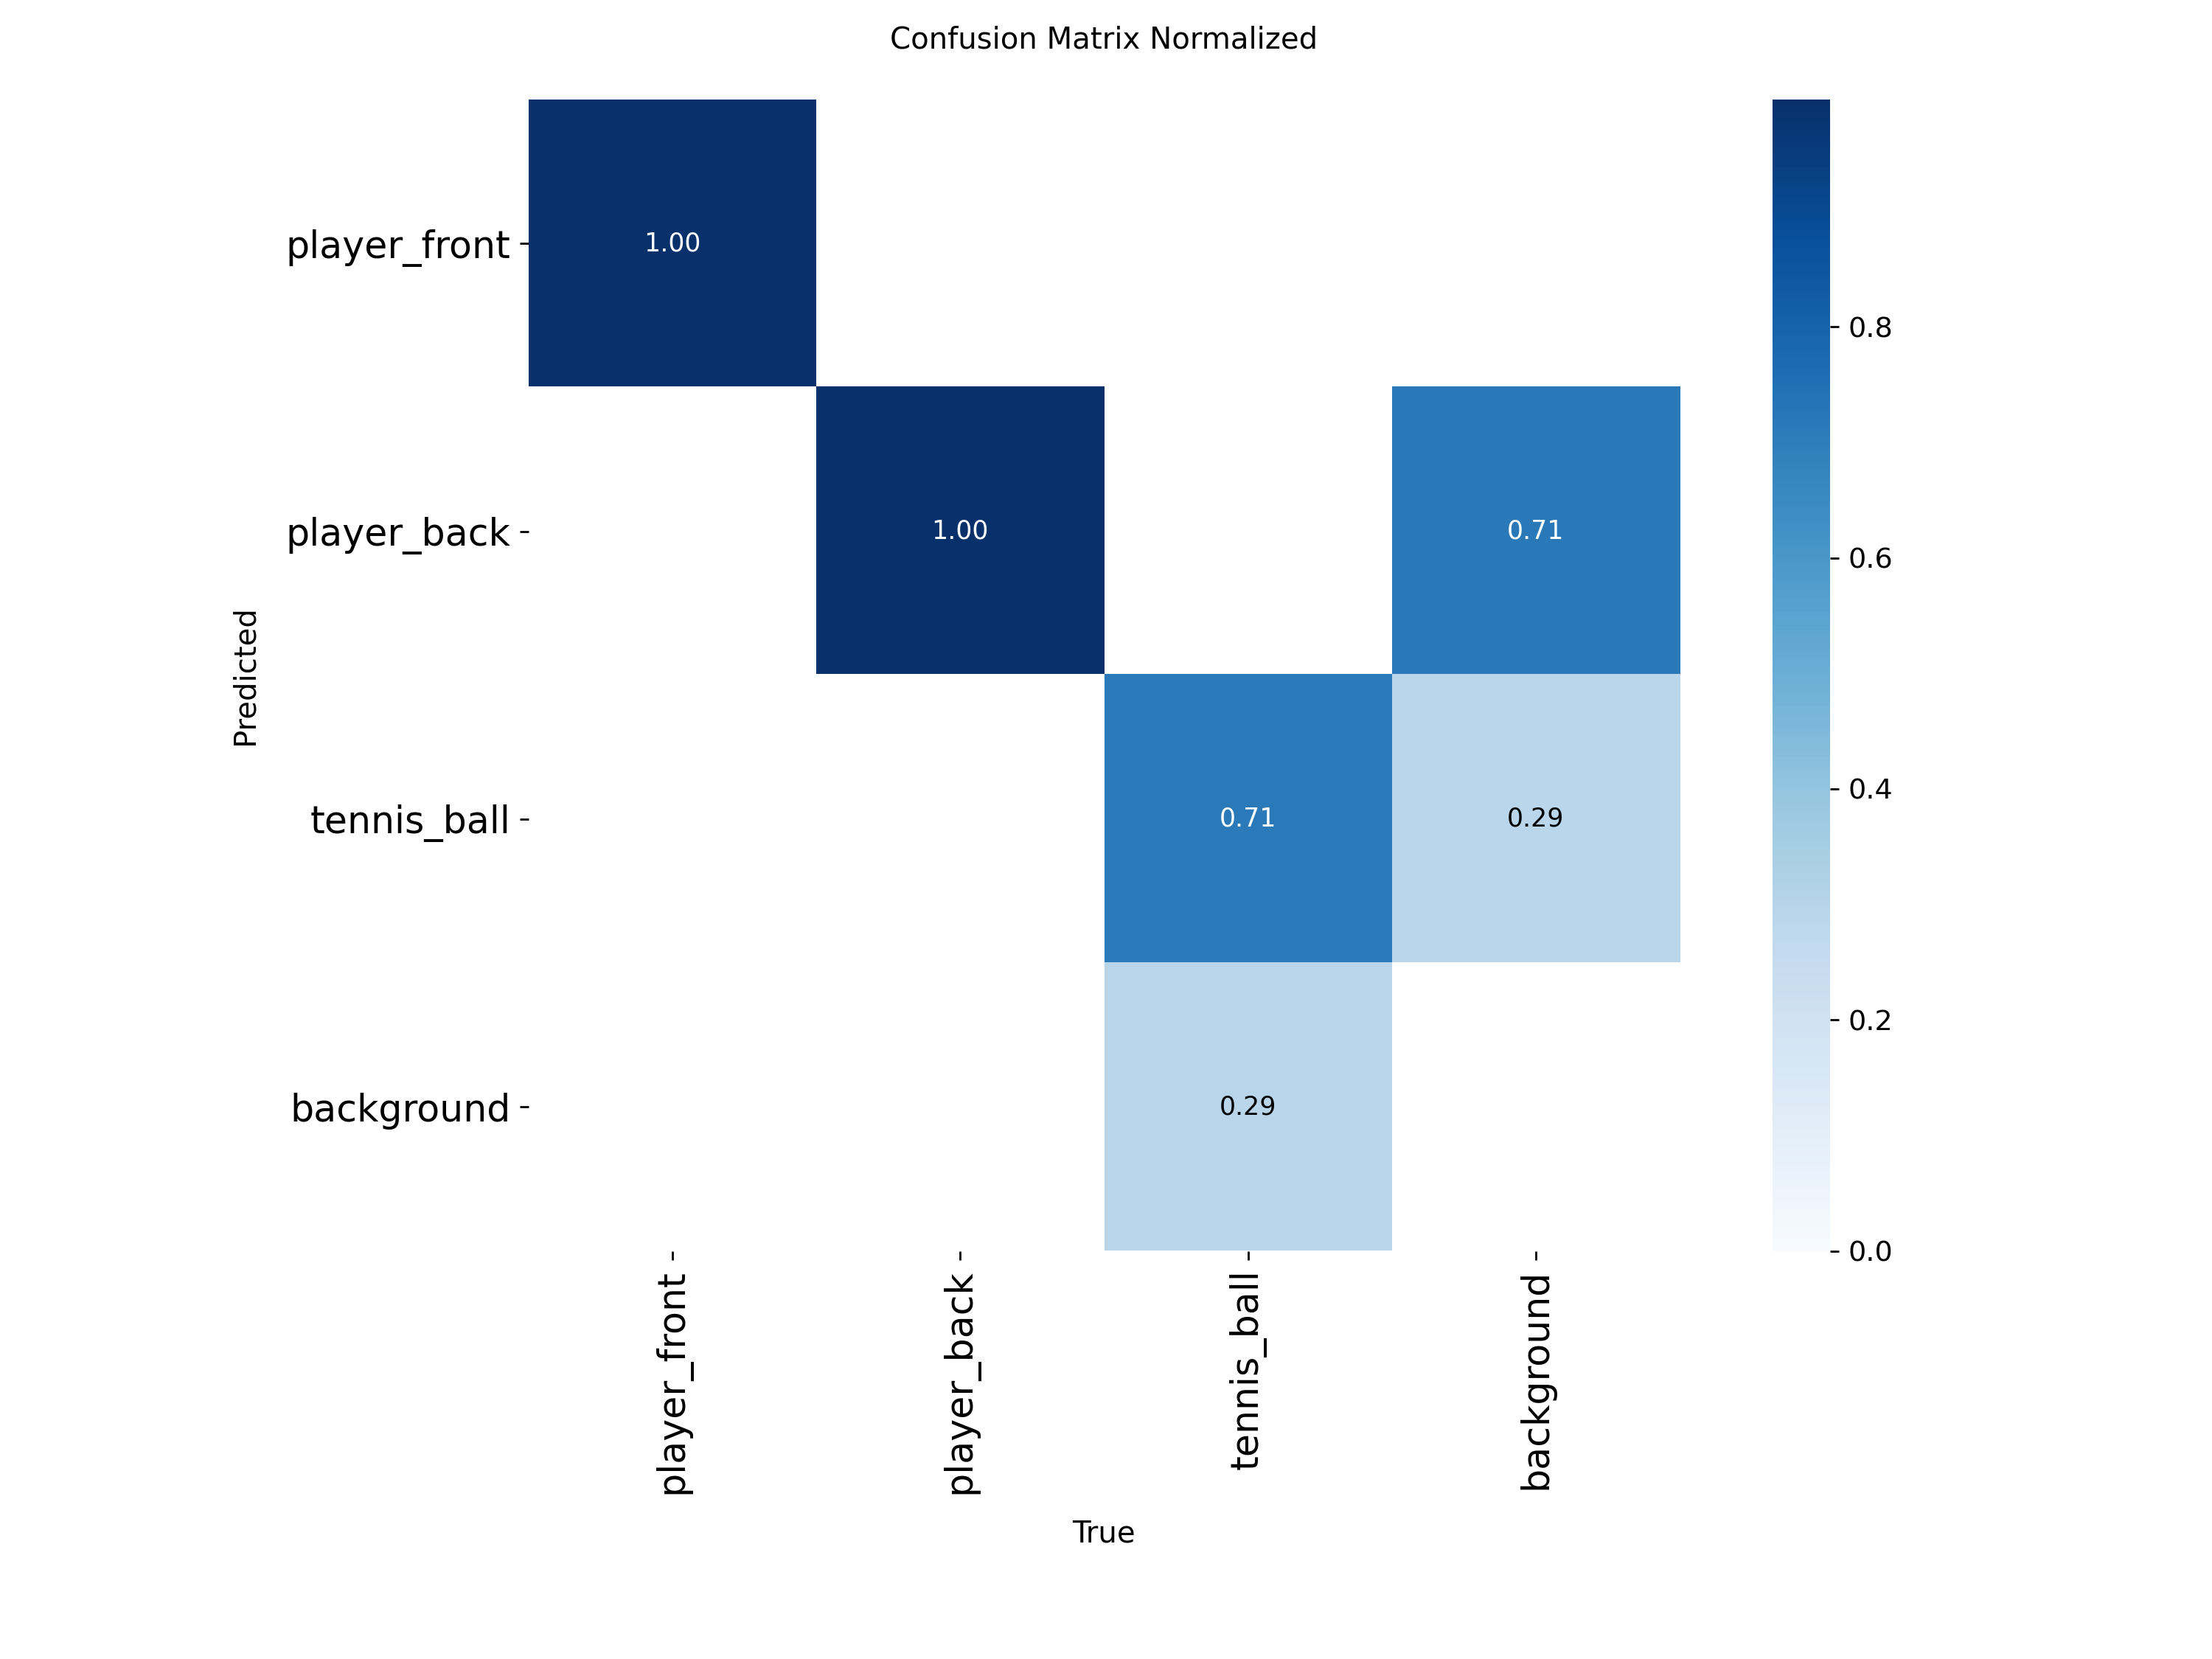 Confusion Matrix Normalized
player_front
1.00
0.8
player_back
1.00
0.71
0.6
Predicted
tennis_ball
0.71
0.29
0.4
background
0.29
0.2
0.0
player_front
player_back
tennis_ball
background
True